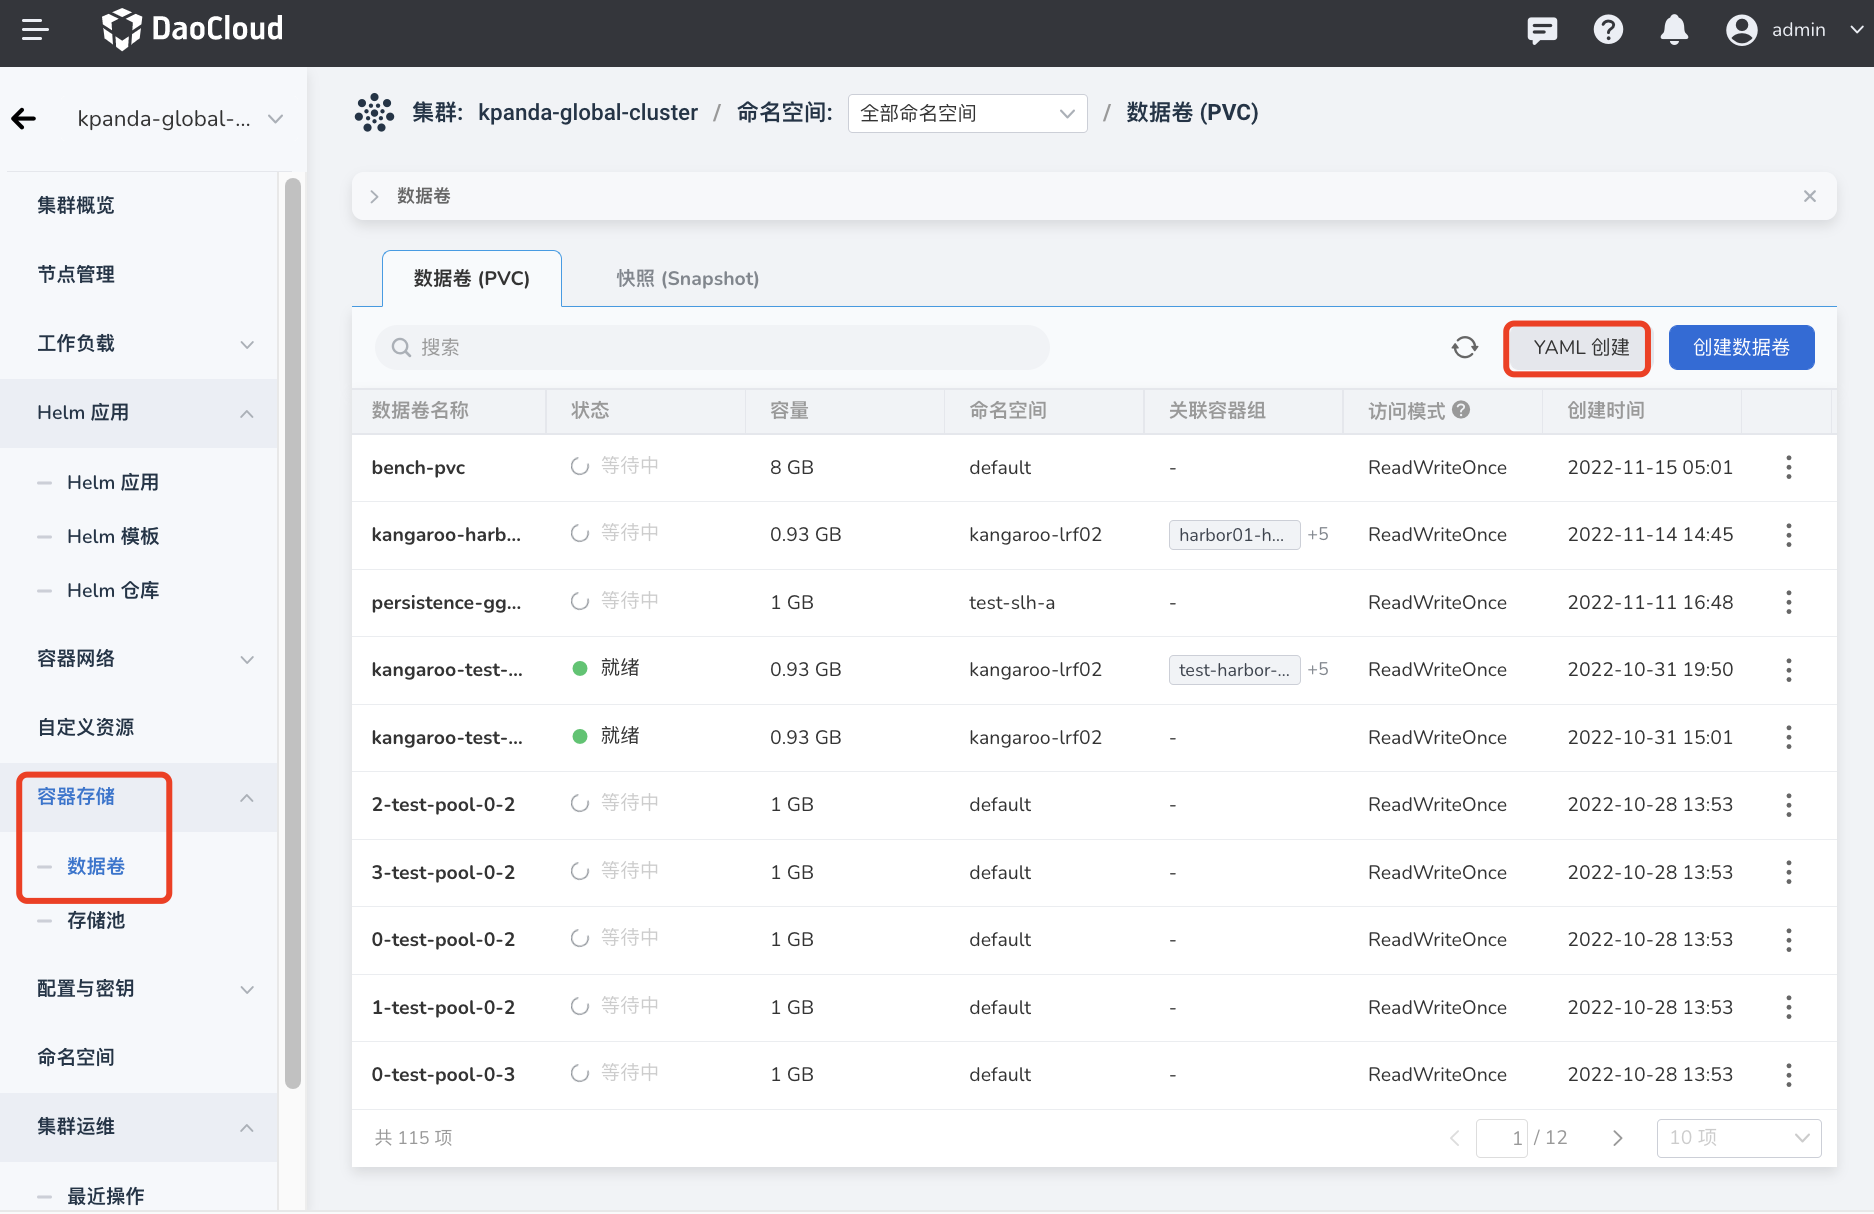 DaoCloud
admin
kpanda-global-...
集群: kpanda-global-cluster / 命名空间: 全部命名空间 / 数据卷 (PVC)
集群概览
节点管理
工作负载
Helm 应用
Helm 应用
Helm 模板
Helm 仓库
容器网络
自定义资源
容器存储
数据卷
存储池
配置与密钥
命名空间
集群运维
最近操作
数据卷
数据卷 (PVC) 快照 (Snapshot)
搜索 YAML 创建 创建数据卷
数据卷名称 状态 容量 命名空间 关联容器组 访问模式 创建时间
bench-pvc 等待中 8 GB default - ReadWriteOnce 2022-11-15 05:01
kangaroo-harb... 等待中 0.93 GB kangaroo-lrf02 harbor01-h... +5 ReadWriteOnce 2022-11-14 14:45
persistence-gg... 等待中 1 GB test-slh-a - ReadWriteOnce 2022-11-11 16:48
kangaroo-test-... 就绪 0.93 GB kangaroo-lrf02 test-harbor-... +5 ReadWriteOnce 2022-10-31 19:50
kangaroo-test-... 就绪 0.93 GB kangaroo-lrf02 - ReadWriteOnce 2022-10-31 15:01
2-test-pool-0-2 等待中 1 GB default - ReadWriteOnce 2022-10-28 13:53
3-test-pool-0-2 等待中 1 GB default - ReadWriteOnce 2022-10-28 13:53
0-test-pool-0-2 等待中 1 GB default - ReadWriteOnce 2022-10-28 13:53
1-test-pool-0-2 等待中 1 GB default - ReadWriteOnce 2022-10-28 13:53
0-test-pool-0-3 等待中 1 GB default - ReadWriteOnce 2022-10-28 13:53
共 115 项 1 / 12 10 项